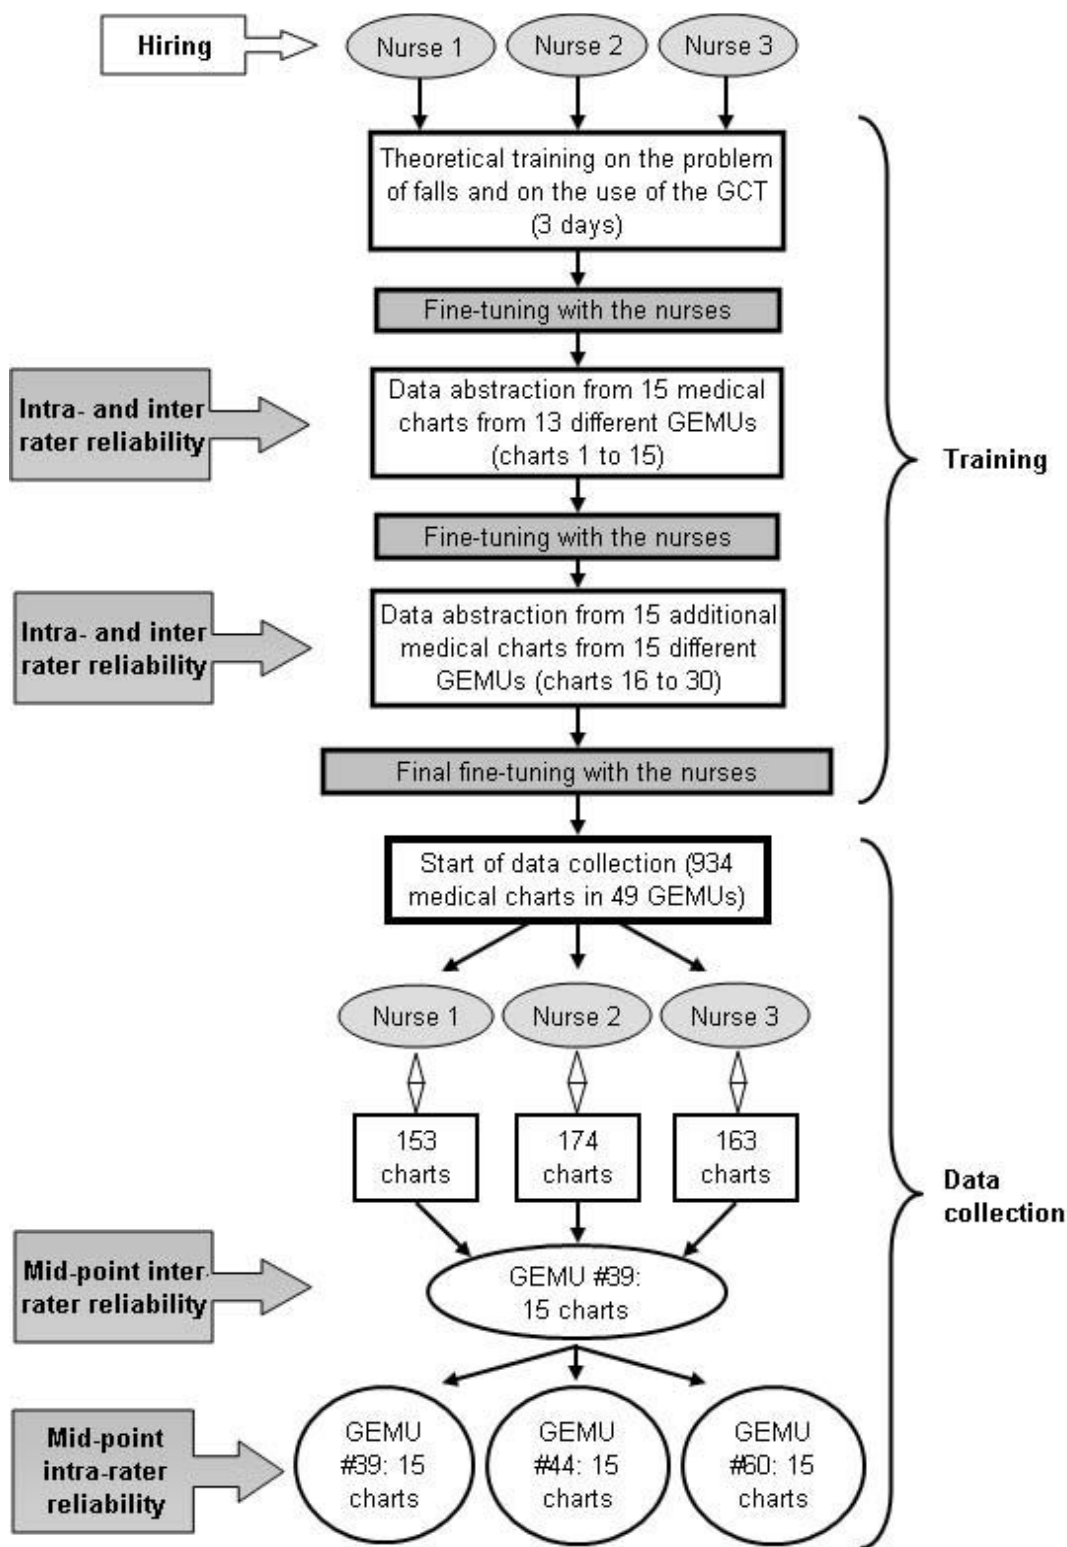 Hiring
Nurse 1
Nurse 2
Nurse 3
Theoretical training on the problem
of falls and on the use of the GCT
(3 days)
Fine-tuning with the nurses
Intra- and inter
rater reliability
Data abstraction from 15 medical
charts from 13 different GEMUs
(charts 1 to 15)
Training
Fine-tuning with the nurses
Intra- and inter
rater reliability
Data abstraction from 15 additional
medical charts from 15 different
GEMUs (charts 16 to 30)
Final fine-tuning with the nurses
Start of data collection (934
medical charts in 49 GEMUs)
Nurse 1
Nurse 2
Nurse 3
153
charts
174
charts
163
charts
Data
collection
Mid-point inter-
rater reliability
GEMU #39:
15 charts
Mid-point
intra-rater
reliability
GEMU
#39: 15
charts
GEMU
#44: 15
charts
GEMU
#60: 15
charts